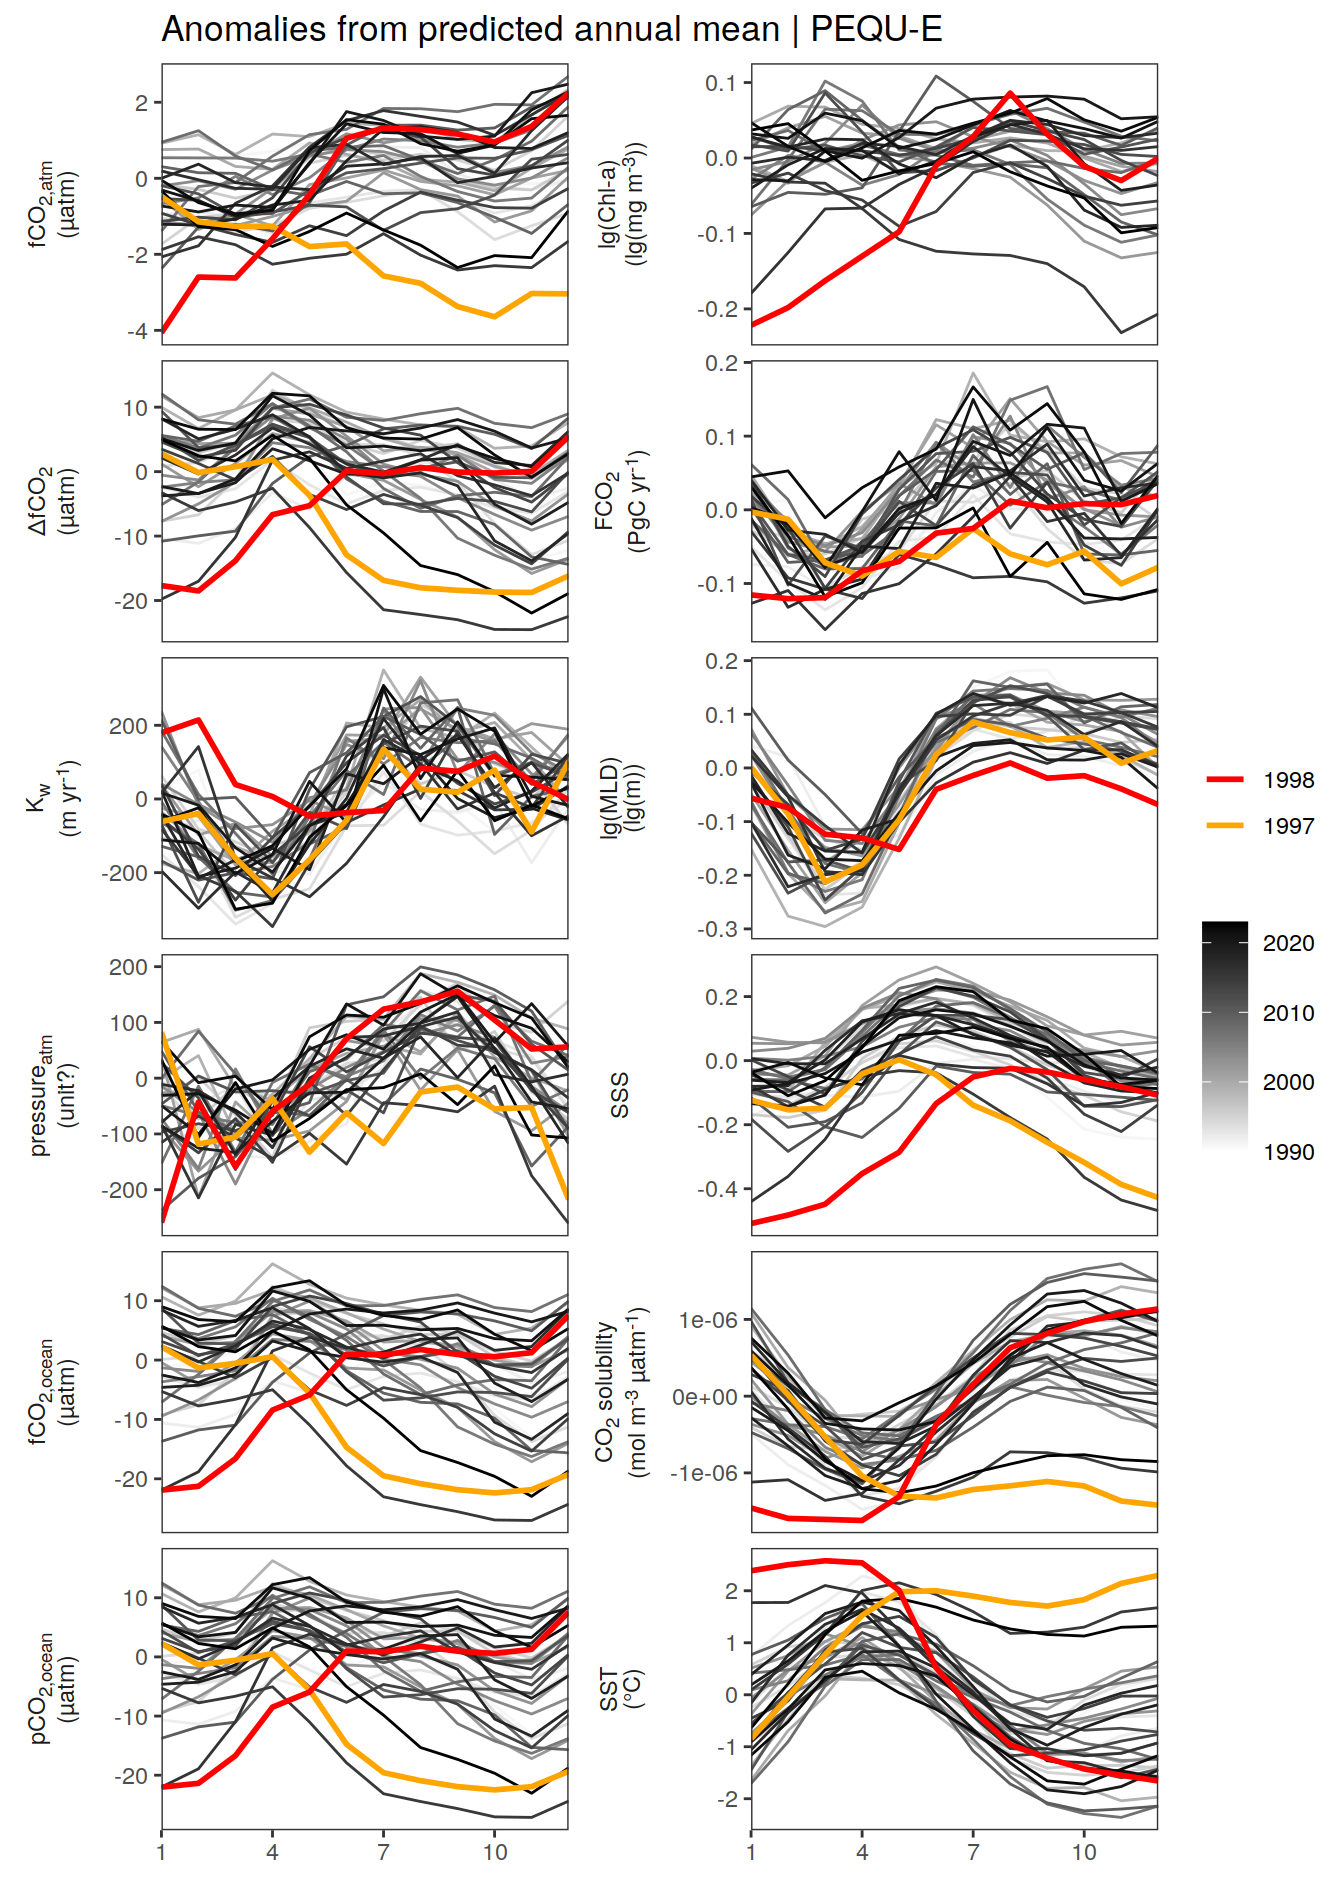 Anomalies from predicted annual mean | PEQU-E
fCO2,atm
(µatm)
2
0
-2
-4
lg(Chl-a)
(lg(mg m-3))
0.1
0.0
-0.1
-0.2
ΔfCO2
(µatm)
10
0
-10
-20
FCO2
(PgC yr-1)
0.2
0.1
0.0
-0.1
Kw
(m yr-1)
200
0
-200
lg(MLD)
(lg(m))
0.2
0.1
0.0
-0.1
-0.2
-0.3
1998
1997
pressureatm
(unit?)
200
100
0
-100
-200
SSS
0.2
0.0
-0.2
-0.4
2020
2010
2000
1990
fCO2,ocean
(µatm)
10
0
-10
-20
CO2 solubility
(mol m-3 µatm-1)
1e-06
0e+00
-1e-06
pCO2,ocean
(µatm)
10
0
-10
-20
SST
(°C)
2
1
0
-1
-2
1 4 7 10
1 4 7 10